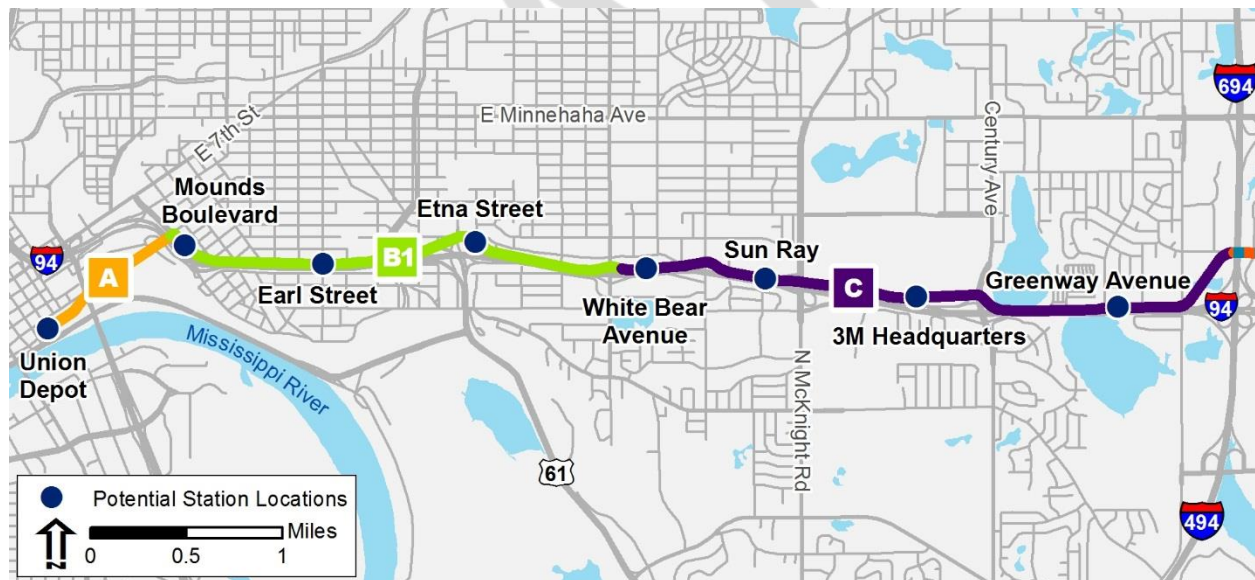 694
E Minnehaha Ave
Century Ave
E 7th St
Mounds
Boulevard
Etna Street
94
A
B1
Sun Ray
Earl Street
C
Greenway Avenue
White Bear
Avenue
94
3M Headquarters
Union
Depot
Mississippi River
N McKnight Rd
61
Potential Station Locations
Miles
0 0.5 1
494